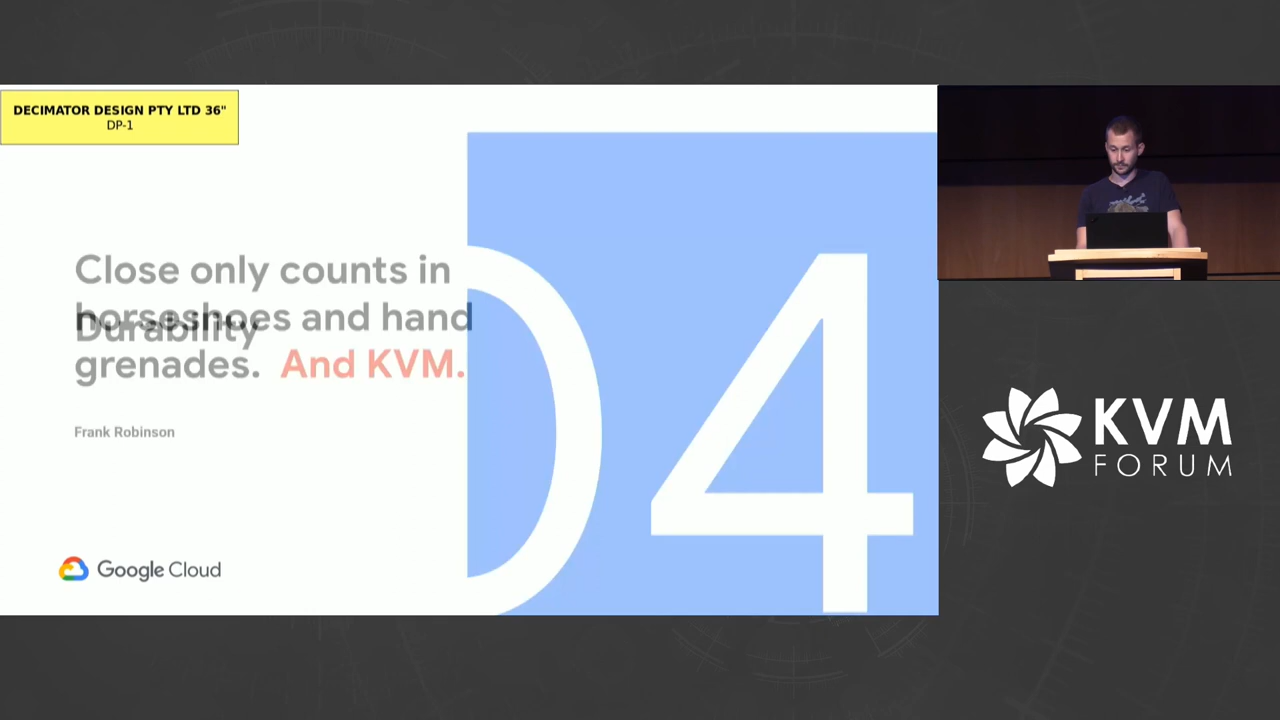 DECIMATOR DESIGN PTY LTD 36"
DP-1
Close only counts in
horseshoes and hand
Durability
grenades.  And KVM.
Frank Robinson
Google Cloud
04
KVM
FORUM